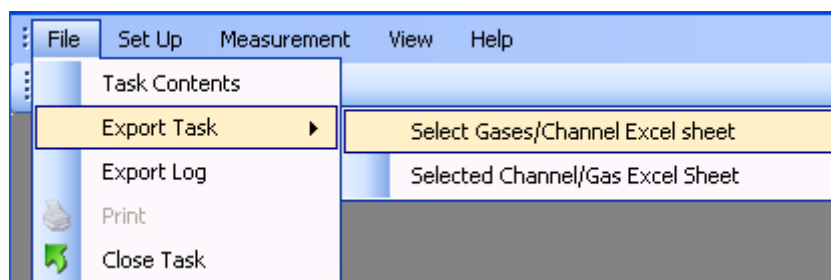 File Set Up Measurement View Help
Task Contents
Export Task Select Gases/Channel Excel sheet
Export Log Selected Channel/Gas Excel Sheet
Print
Close Task